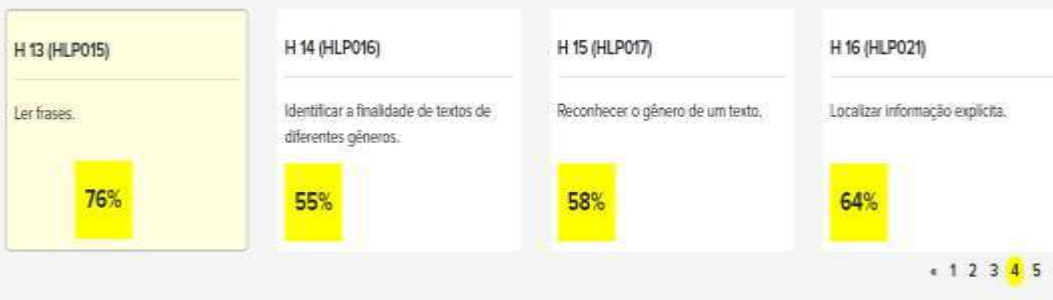 H 13 (HLP015)
Ler frases.
76%
H 14 (HLP016)
Identificar a finalidade de textos de
diferentes gêneros.
55%
H 15 (HLP017)
Reconhecer o gênero de um texto.
58%
H 16 (HLP021)
Localizar informação explícita.
64%
« 1 2 3 4 5